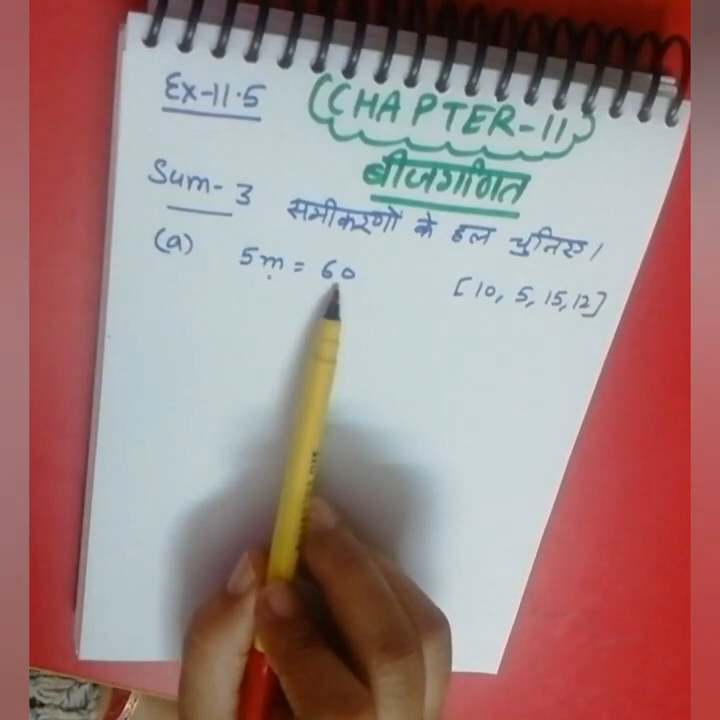 Ex-11.5
CHAPTER-11
बीजगणित
Sum-3 समीकरणों के हल चुनिए।
(a) 5m = 60 [10, 5, 15, 12]